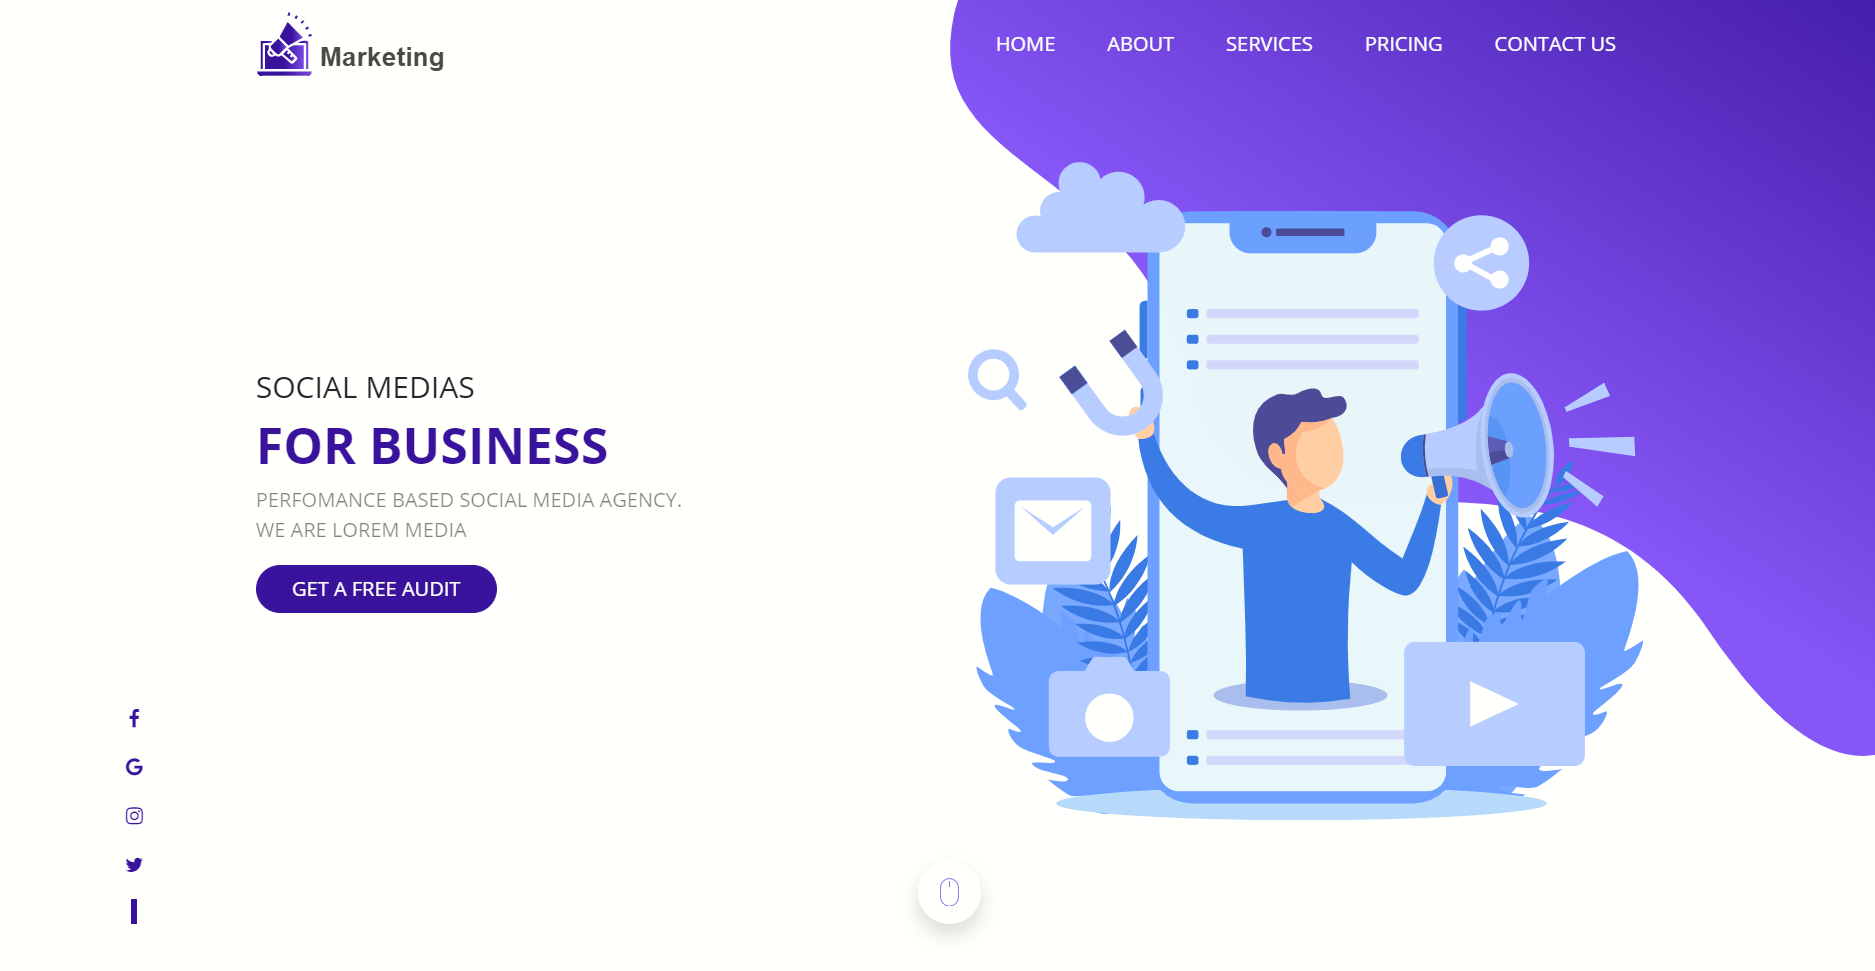 Marketing
HOME ABOUT SERVICES PRICING CONTACT US
SOCIAL MEDIAS
FOR BUSINESS
PERFOMANCE BASED SOCIAL MEDIA AGENCY.
WE ARE LOREM MEDIA
GET A FREE AUDIT